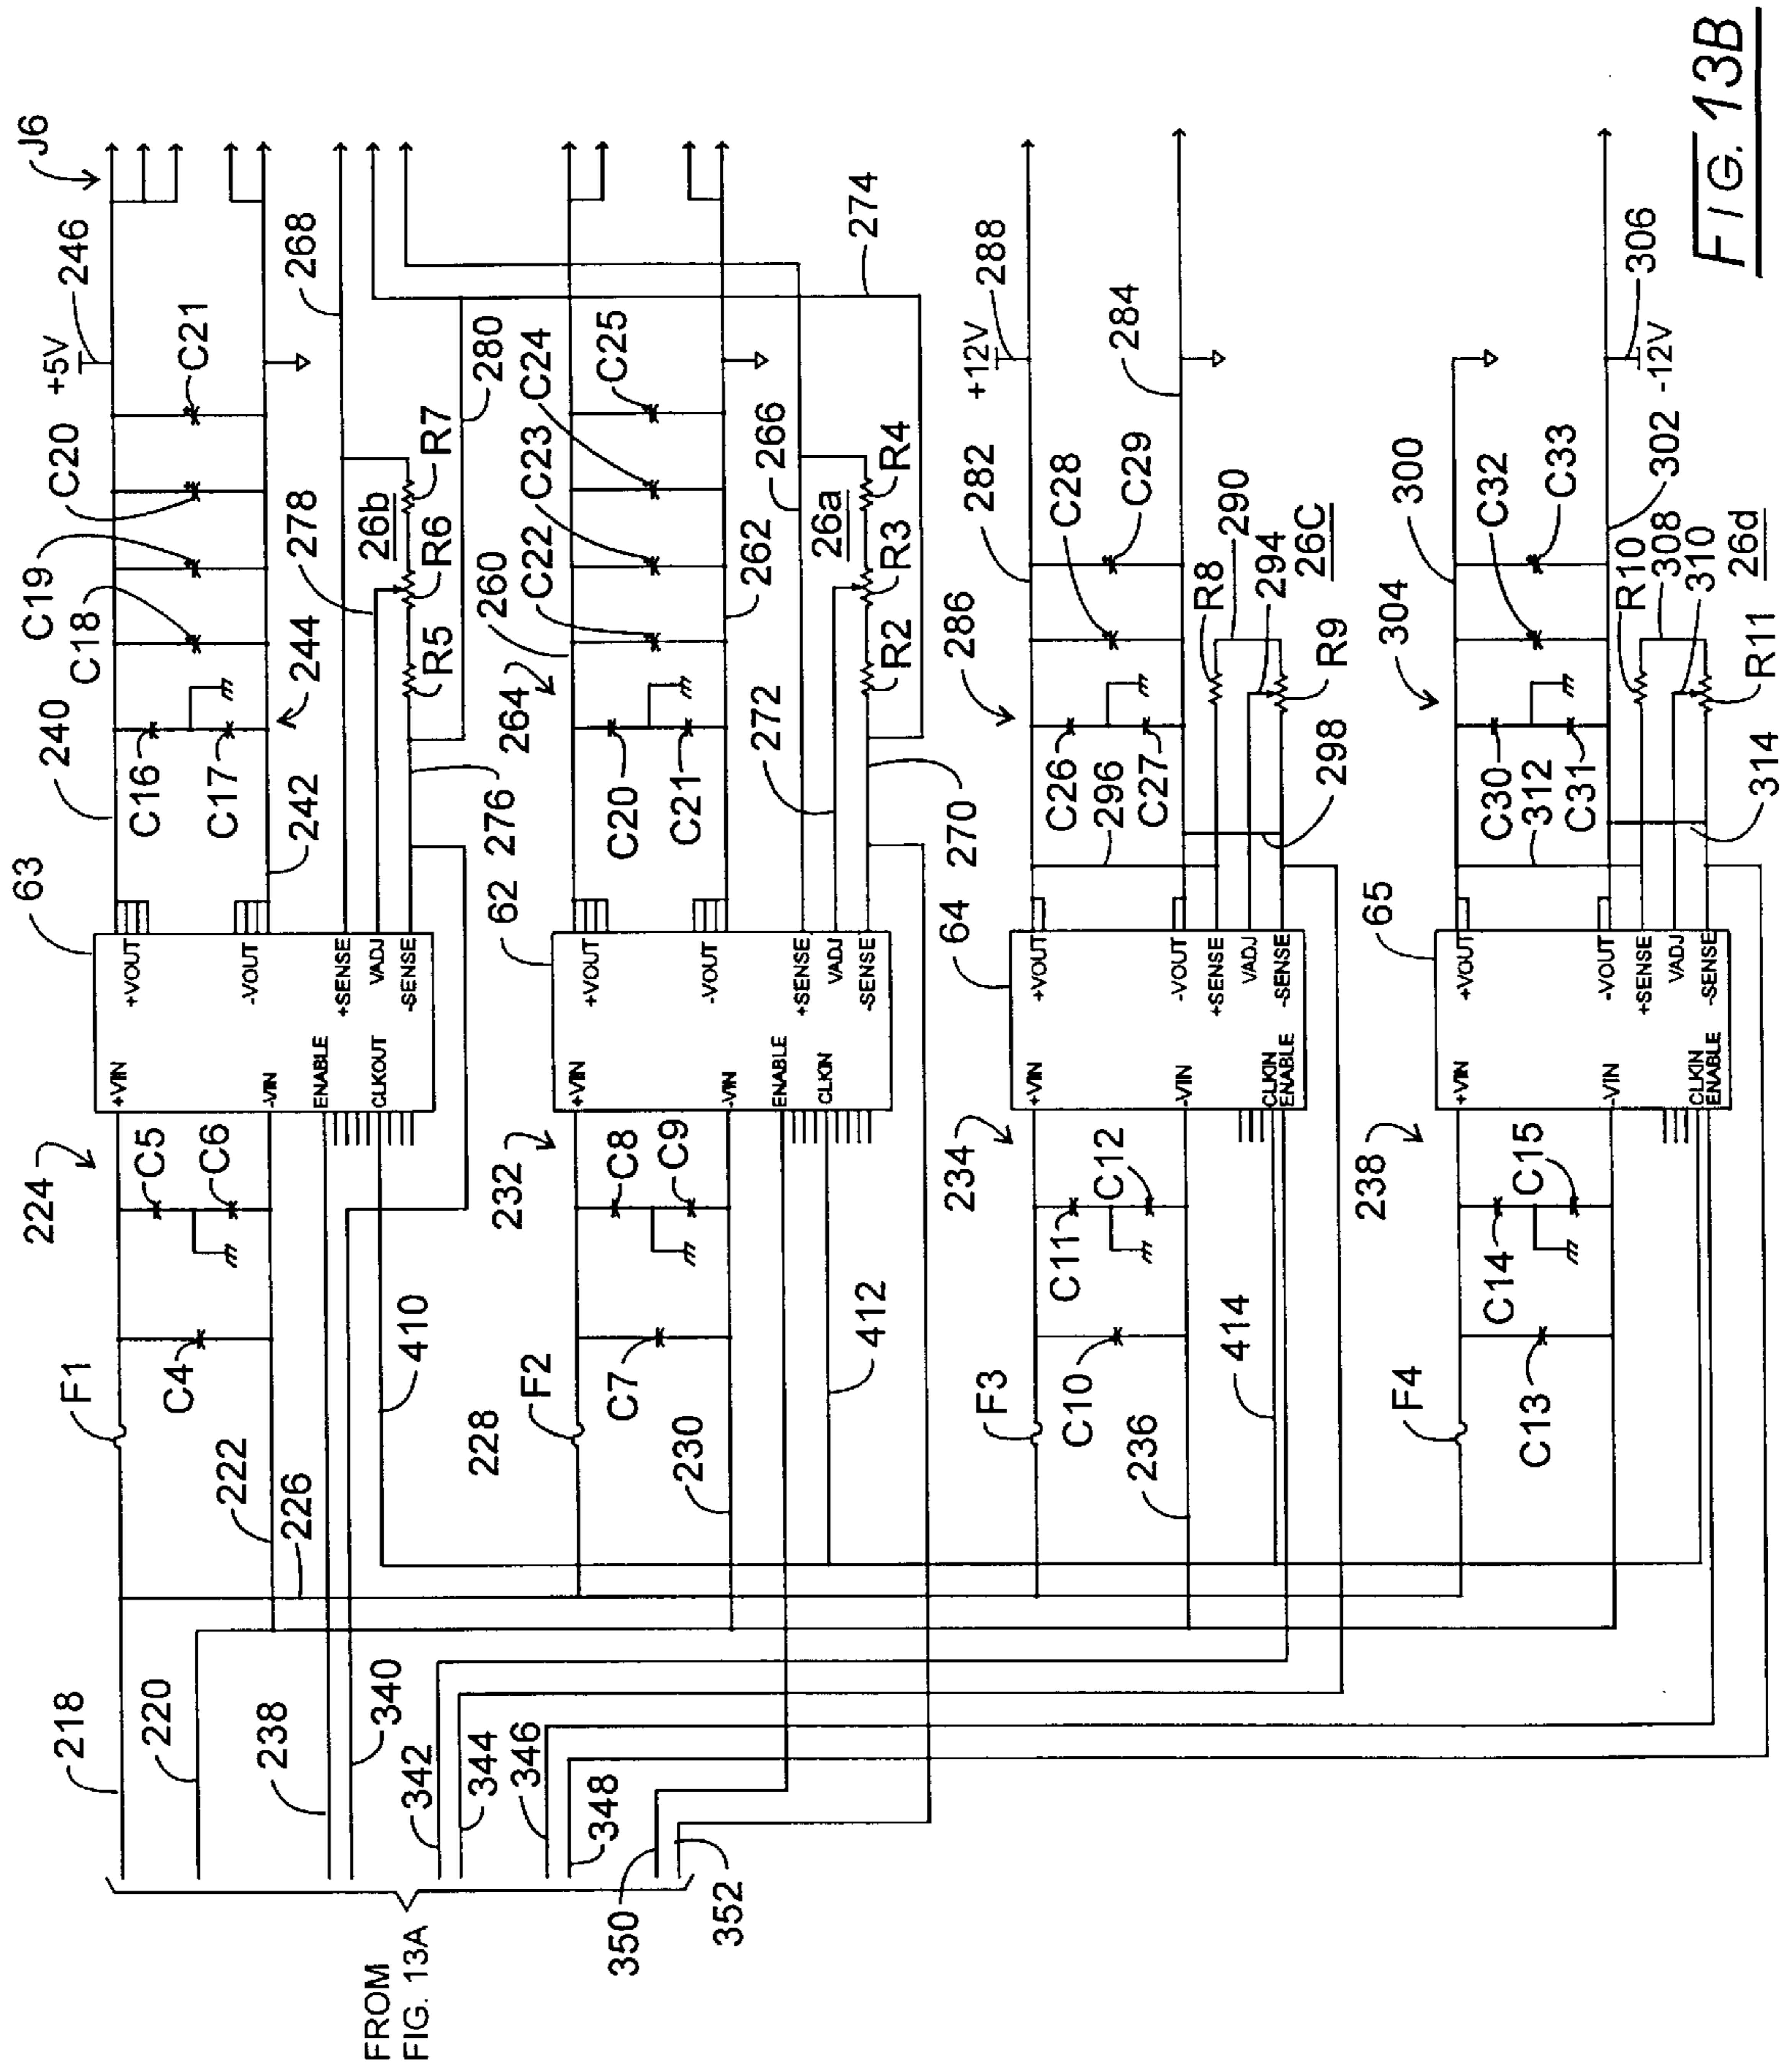 FROM
FIG. 13A
218
220
238
340
342
344
346
348
350
352
F1
C4
222
226
224
C5
C6
+VIN
-VIN
ENABLE
CLKOUT
+VOUT
-VOUT
+SENSE
VADJ
-SENSE
63
240
C16
C17
242
244
C18
C19
C20
C21
+5V
246
J6
268
278
26b
R5
R6
R7
276
280
410
228
F2
C7
230
232
C8
C9
+VIN
-VIN
ENABLE
CLKIN
+VOUT
-VOUT
+SENSE
VADJ
-SENSE
62
260
264
C20
C21
C22
C23
C24
C25
262
266
272
26a
R2
R3
R4
270
274
412
F3
C10
236
234
C11
C12
+VIN
-VIN
CLKIN
ENABLE
+VOUT
-VOUT
+SENSE
VADJ
-SENSE
64
282
286
C26
C27
296
C28
C29
+12V
288
284
R8
290
294
26C
R9
298
414
F4
C13
238
C14
C15
+VIN
-VIN
CLKIN
ENABLE
+VOUT
-VOUT
+SENSE
VADJ
-SENSE
65
304
C30
312
C31
C32
C33
300
302
-12V
306
R10
308
310
26d
R11
314
FIG. 13B